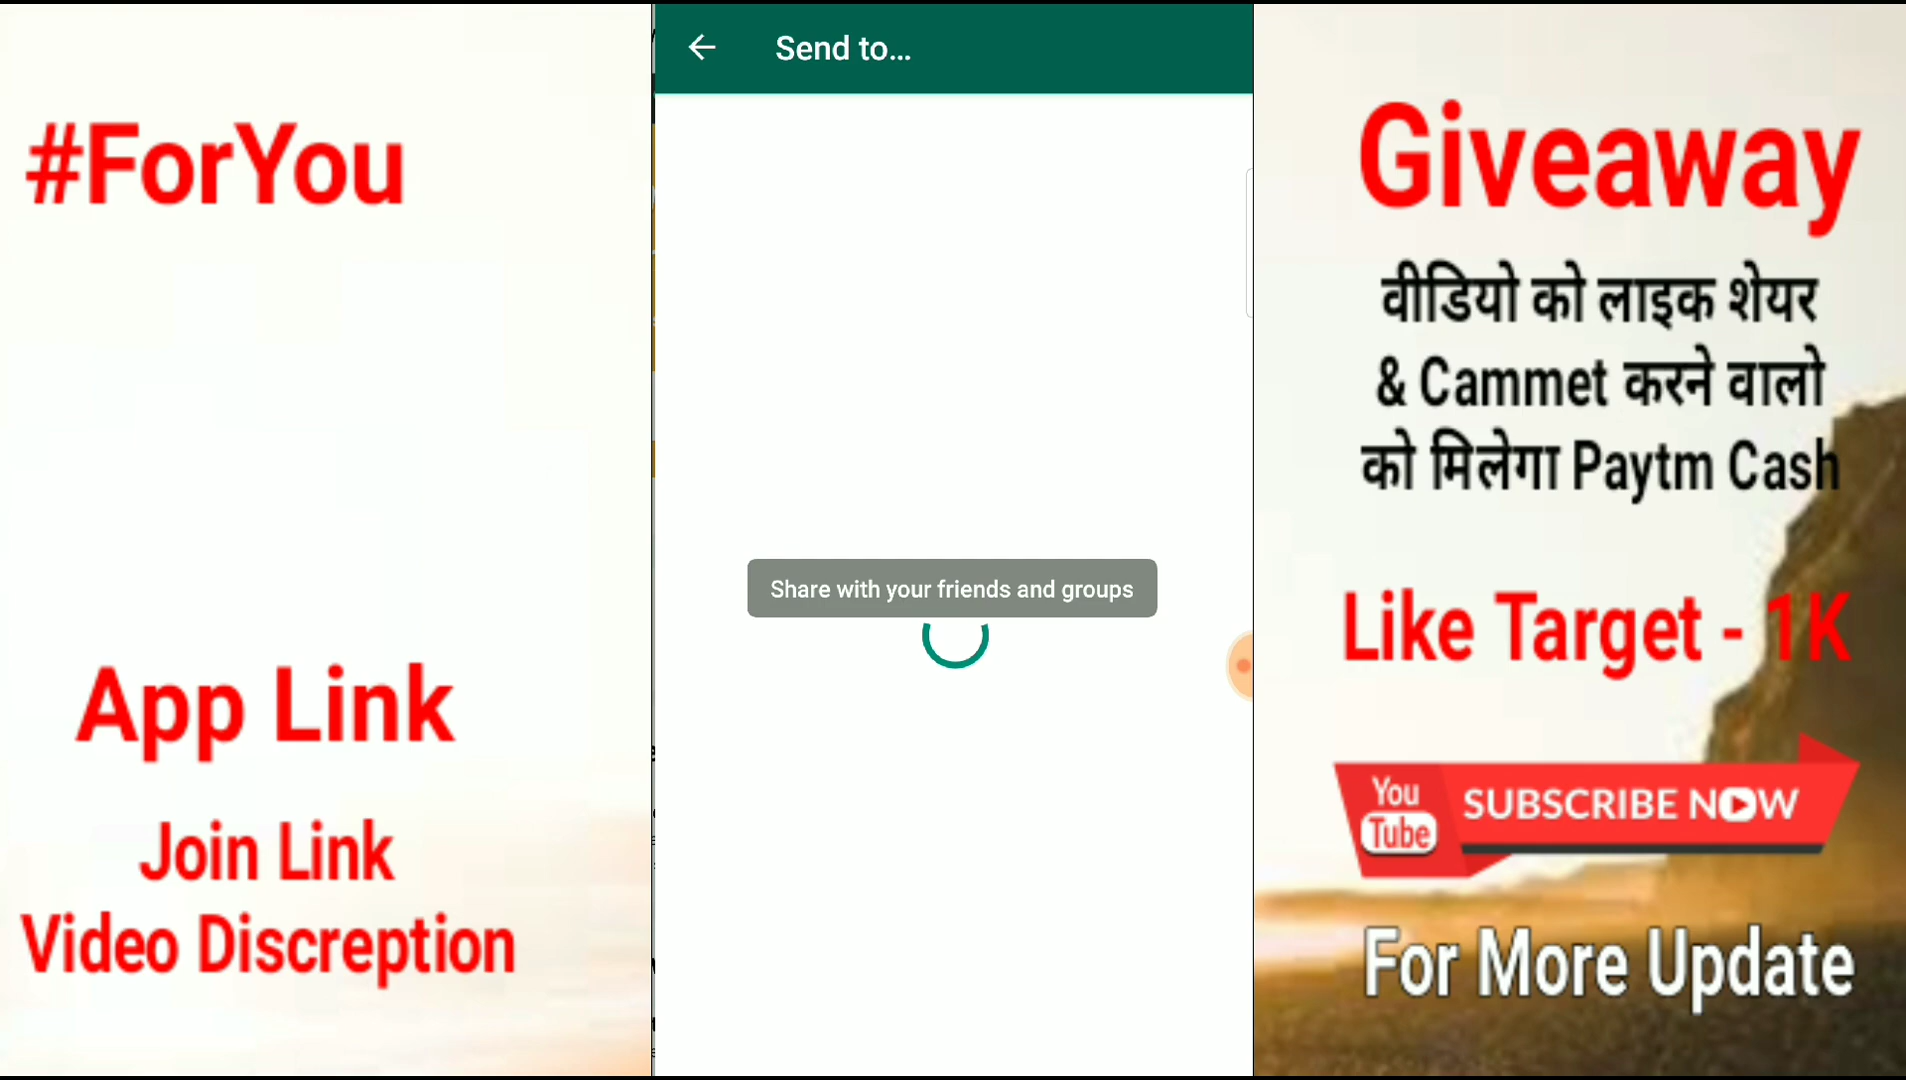 #ForYou
App Link
Join Link
Video Discreption
Send to...
Share with your friends and groups
Giveaway
वीडियो को लाइक शेयर
& Cammet करने वालो
को मिलेगा Paytm Cash
Like Target - 1K
You
Tube
SUBSCRIBE NOW
For More Update